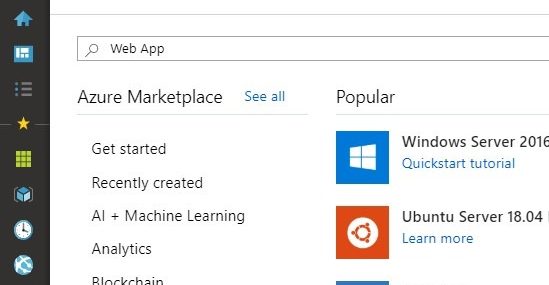 Web App
Azure Marketplace See all
Popular
Get started
Recently created
AI + Machine Learning
Analytics
Blockchain
Windows Server 2016
Quickstart tutorial
Ubuntu Server 18.04
Learn more